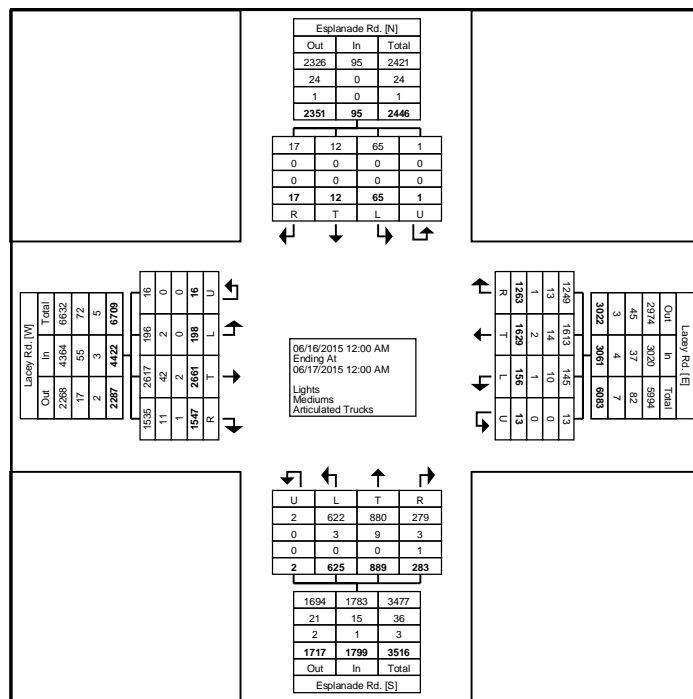 Esplanade Rd. [N]
Out In Total
2326 95 2421
24 0 24
1 0 1
2351 95 2446
17 12 65 1
0 0 0 0
0 0 0 0
17 12 65 1
R T L U
Lacey Rd. [W]
Total In Out
6632 4364 2268
72 55 17
5 3 2
6709 4422 2287
16 196 2617 1535
0 2 42 11
0 0 2 1
16 198 2661 1547
U L T R
06/16/2015 12:00 AM
Ending At
06/17/2015 12:00 AM
Lights
Mediums
Articulated Trucks
R T L U
1263 1629 156 13
1 2 1 0
13 14 10 0
1249 1613 145 13
3022 3061 6083
3 4 7
45 37 82
2974 3020 5994
Out In Total
Lacey Rd. [E]
U L T R
2 622 880 279
0 3 9 3
0 0 0 1
2 625 889 283
1694 1783 3477
21 15 36
2 1 3
1717 1799 3516
Out In Total
Esplanade Rd. [S]